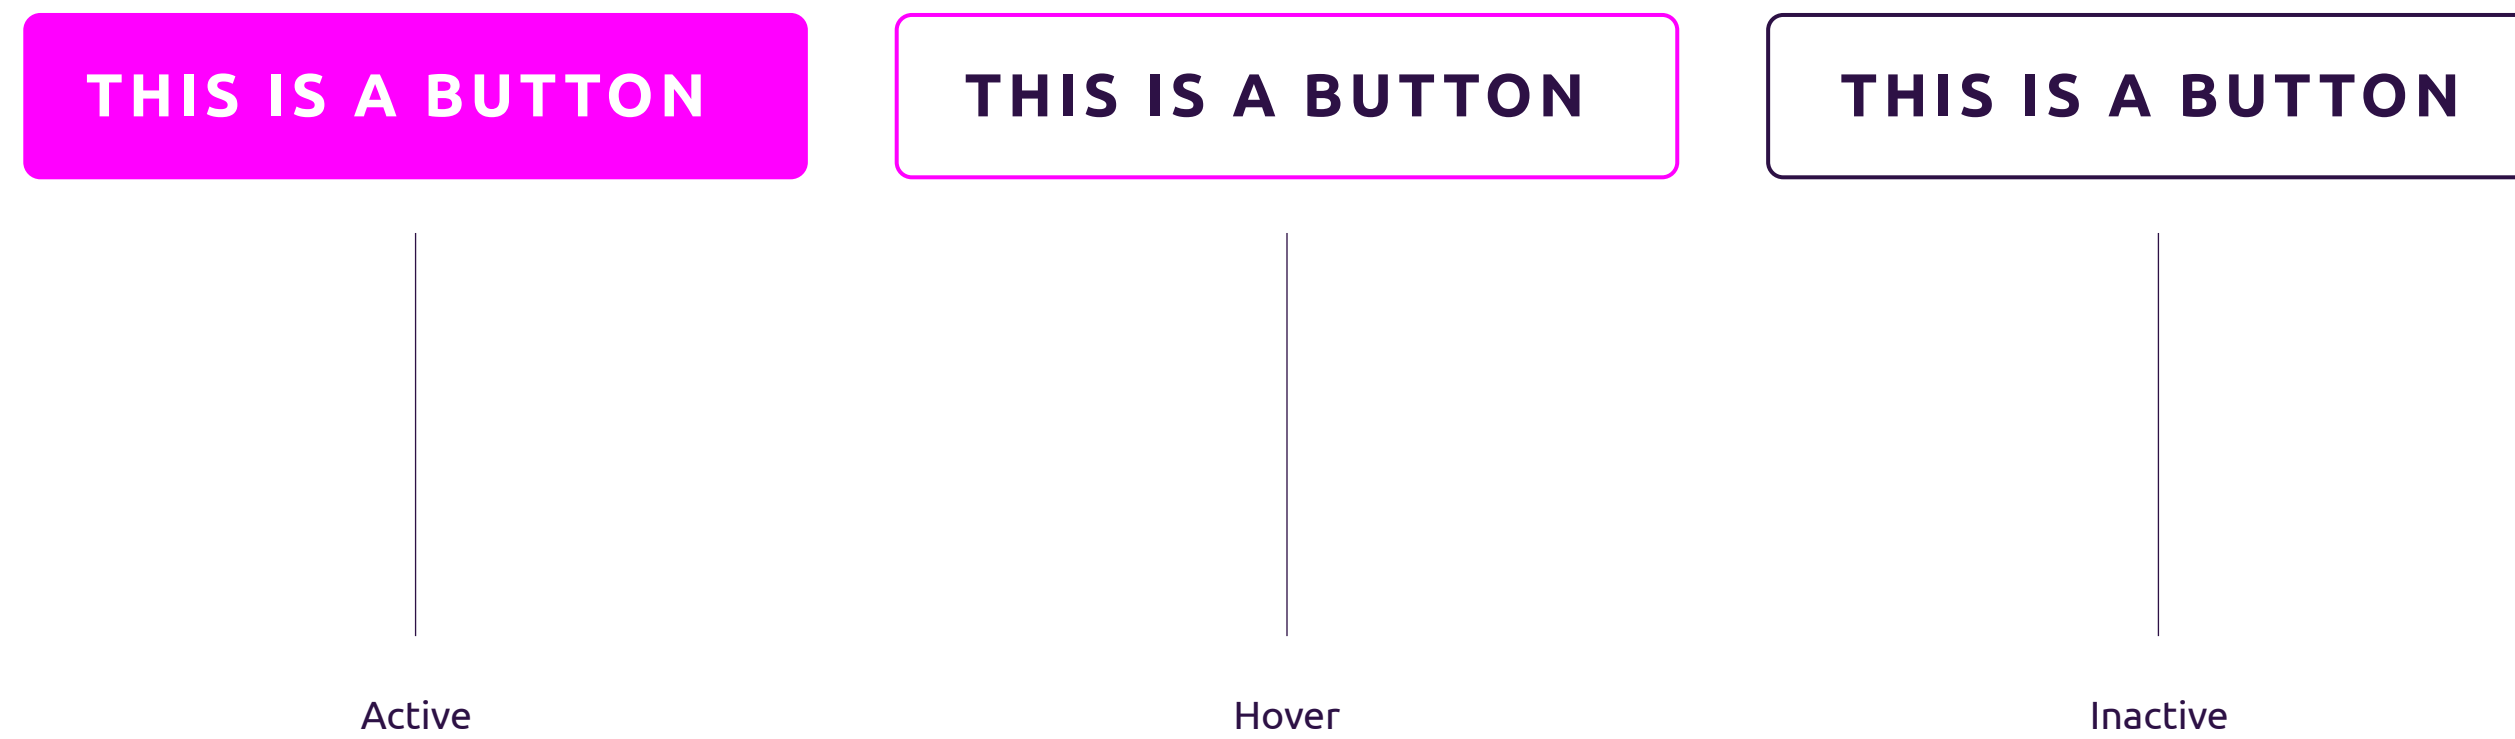 THIS IS A BUTTON
THIS IS A BUTTON
THIS IS A BUTTON
Active
Hover
Inactive